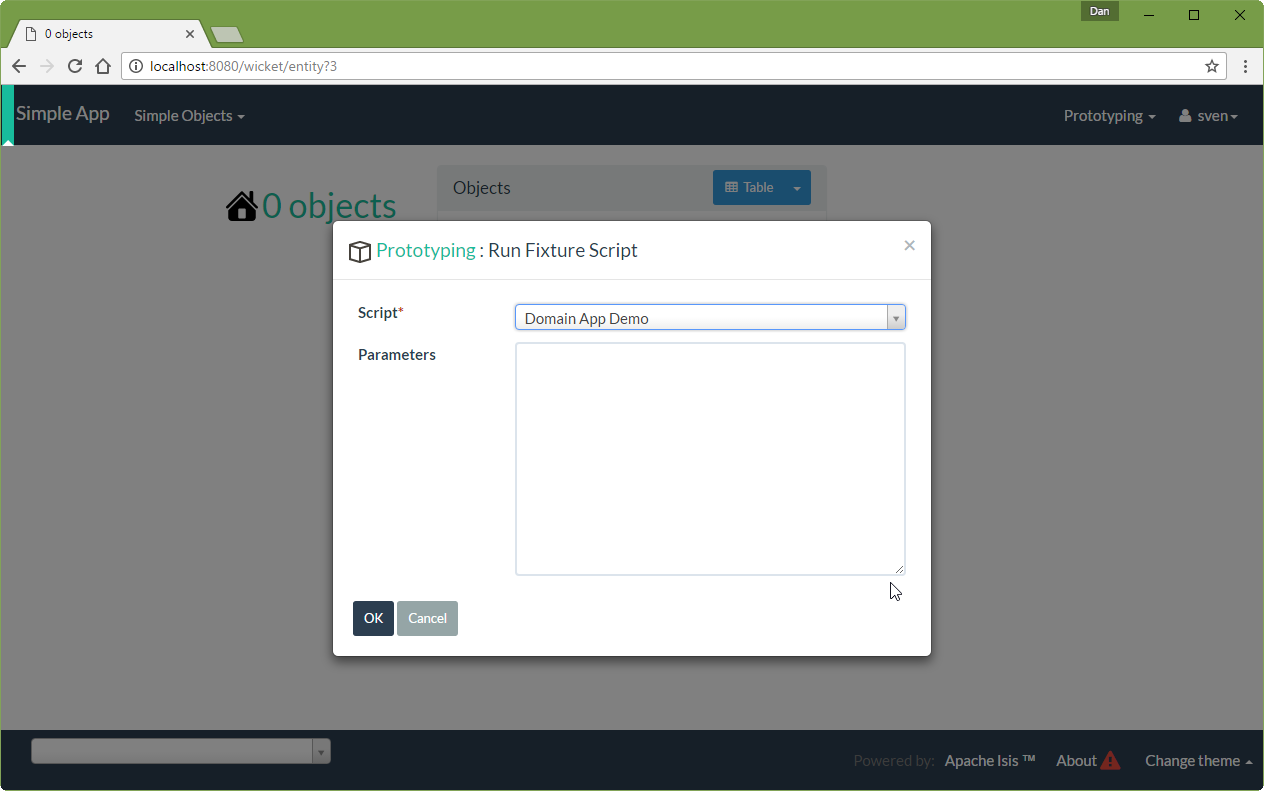 Dan
0 objects
localhost:8080/wicket/entity?3
Simple App Simple Objects Prototyping sven
0 objects
Objects Table
Prototyping : Run Fixture Script
Script*
Domain App Demo
Parameters
OK Cancel
Powered by: Apache Isis ™ About Change theme